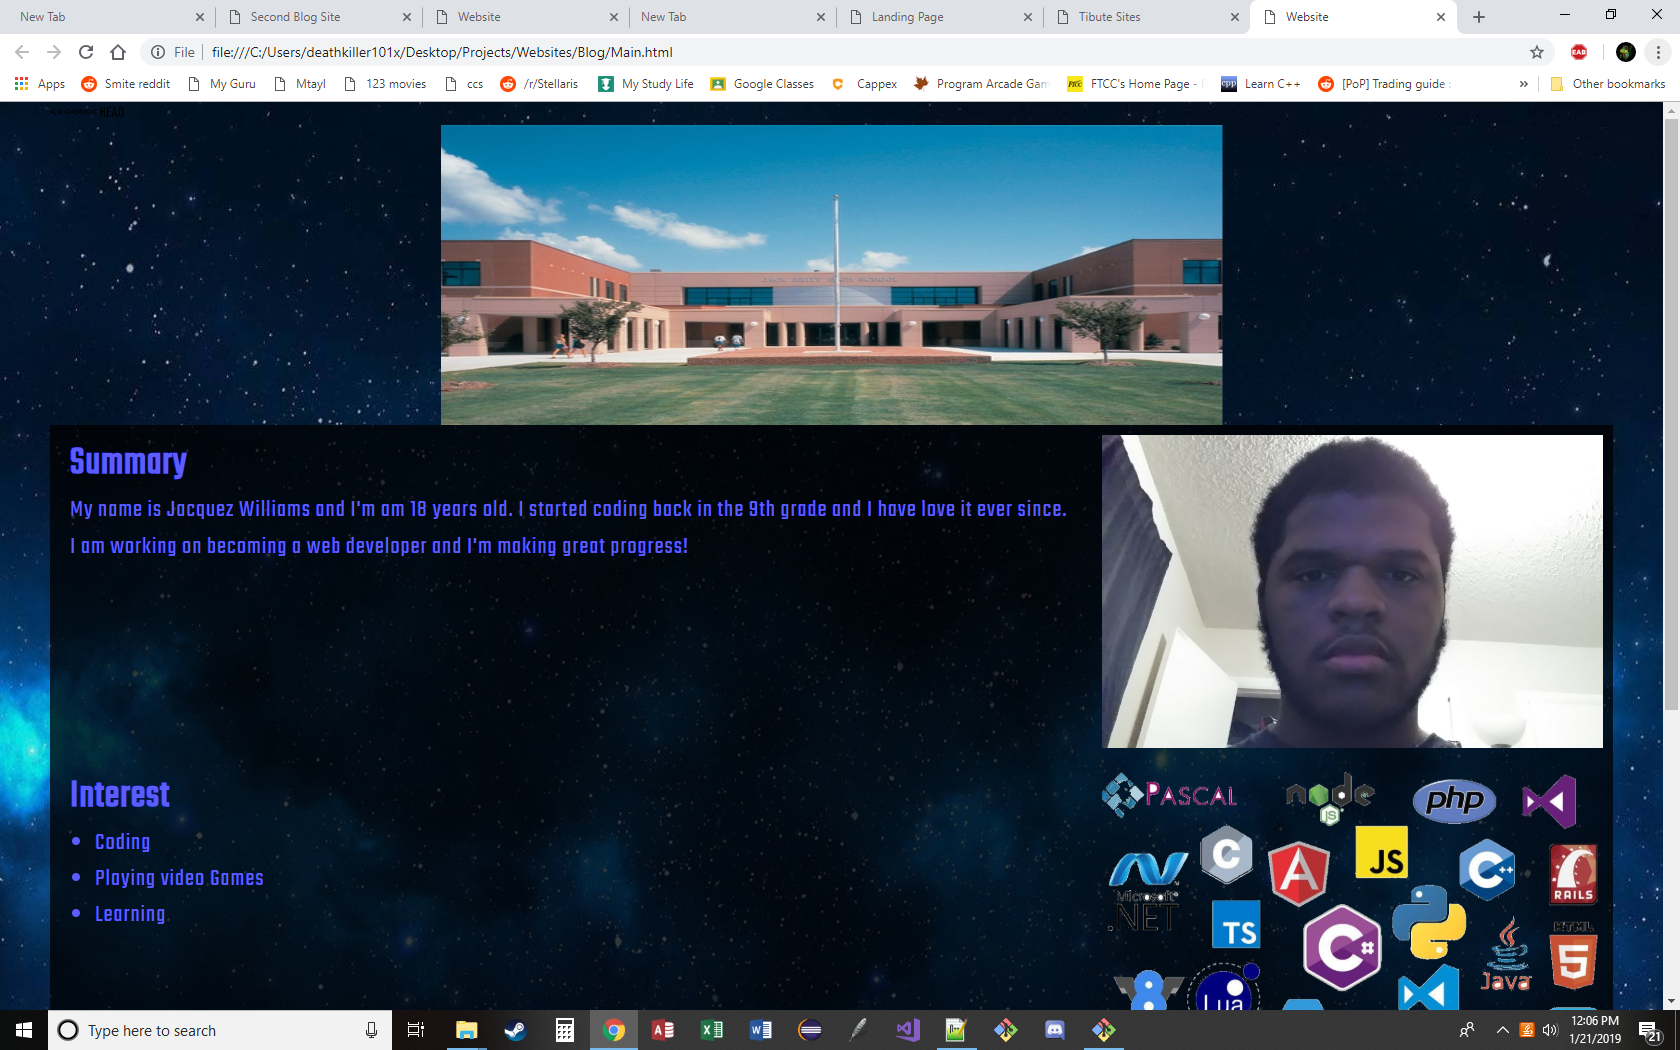 New Tab
Second Blog Site
Website
New Tab
Landing Page
Tibute Sites
Website
File
file:///C:/Users/deathkiller101x/Desktop/Projects/Websites/Blog/Main.html
EAB
Apps
Smite reddit
My Guru
Mtayl
123 movies
ccs
/r/Stellaris
My Study Life
Google Classes
Cappex
Program Arcade Gam
FTCC
FTCC's Home Page -
cpp
Learn C++
[PoP] Trading guide :
»
Other bookmarks
<<<<<<< HEAD
Summary
My name is Jacquez Williams and I'm am 18 years old. I started coding back in the 9th grade and I have love it ever since.
I am working on becoming a web developer and I'm making great progress!
Interest
• Coding
• Playing video Games
• Learning
PASCAL
node
JS
php
C
A
JS
C++
RAILS
Microsoft
.NET
TS
C#
Java
HTML
5
8
Lua
Type here to search
12:06 PM
1/21/2019
21